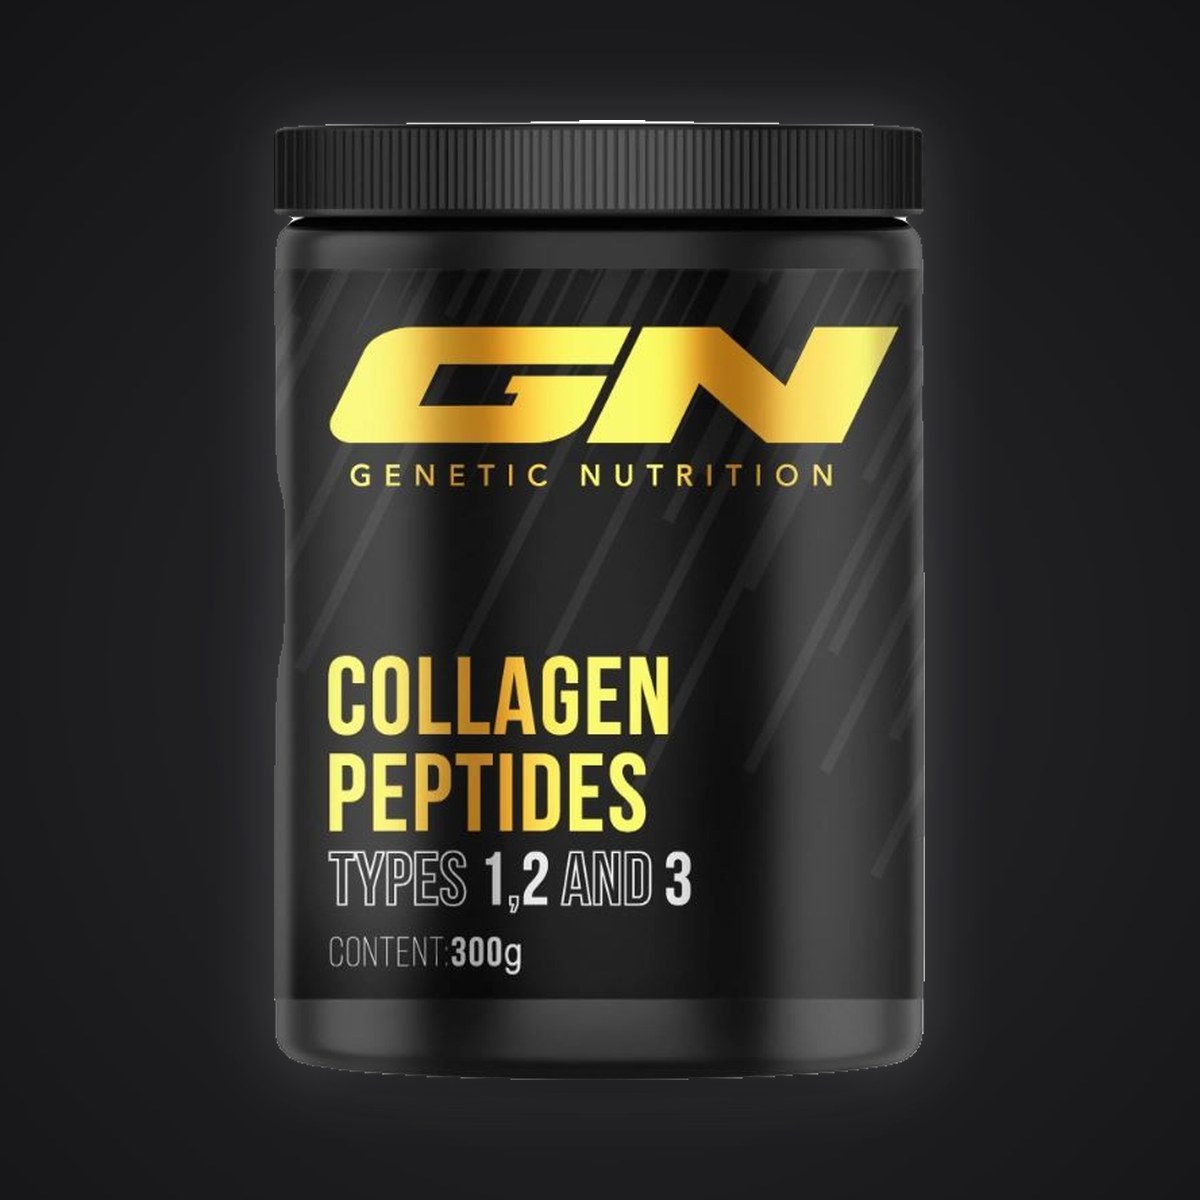 GN
GENETIC NUTRITION
COLLAGEN
PEPTIDES
TYPES 1,2 AND 3
CONTENT:300g